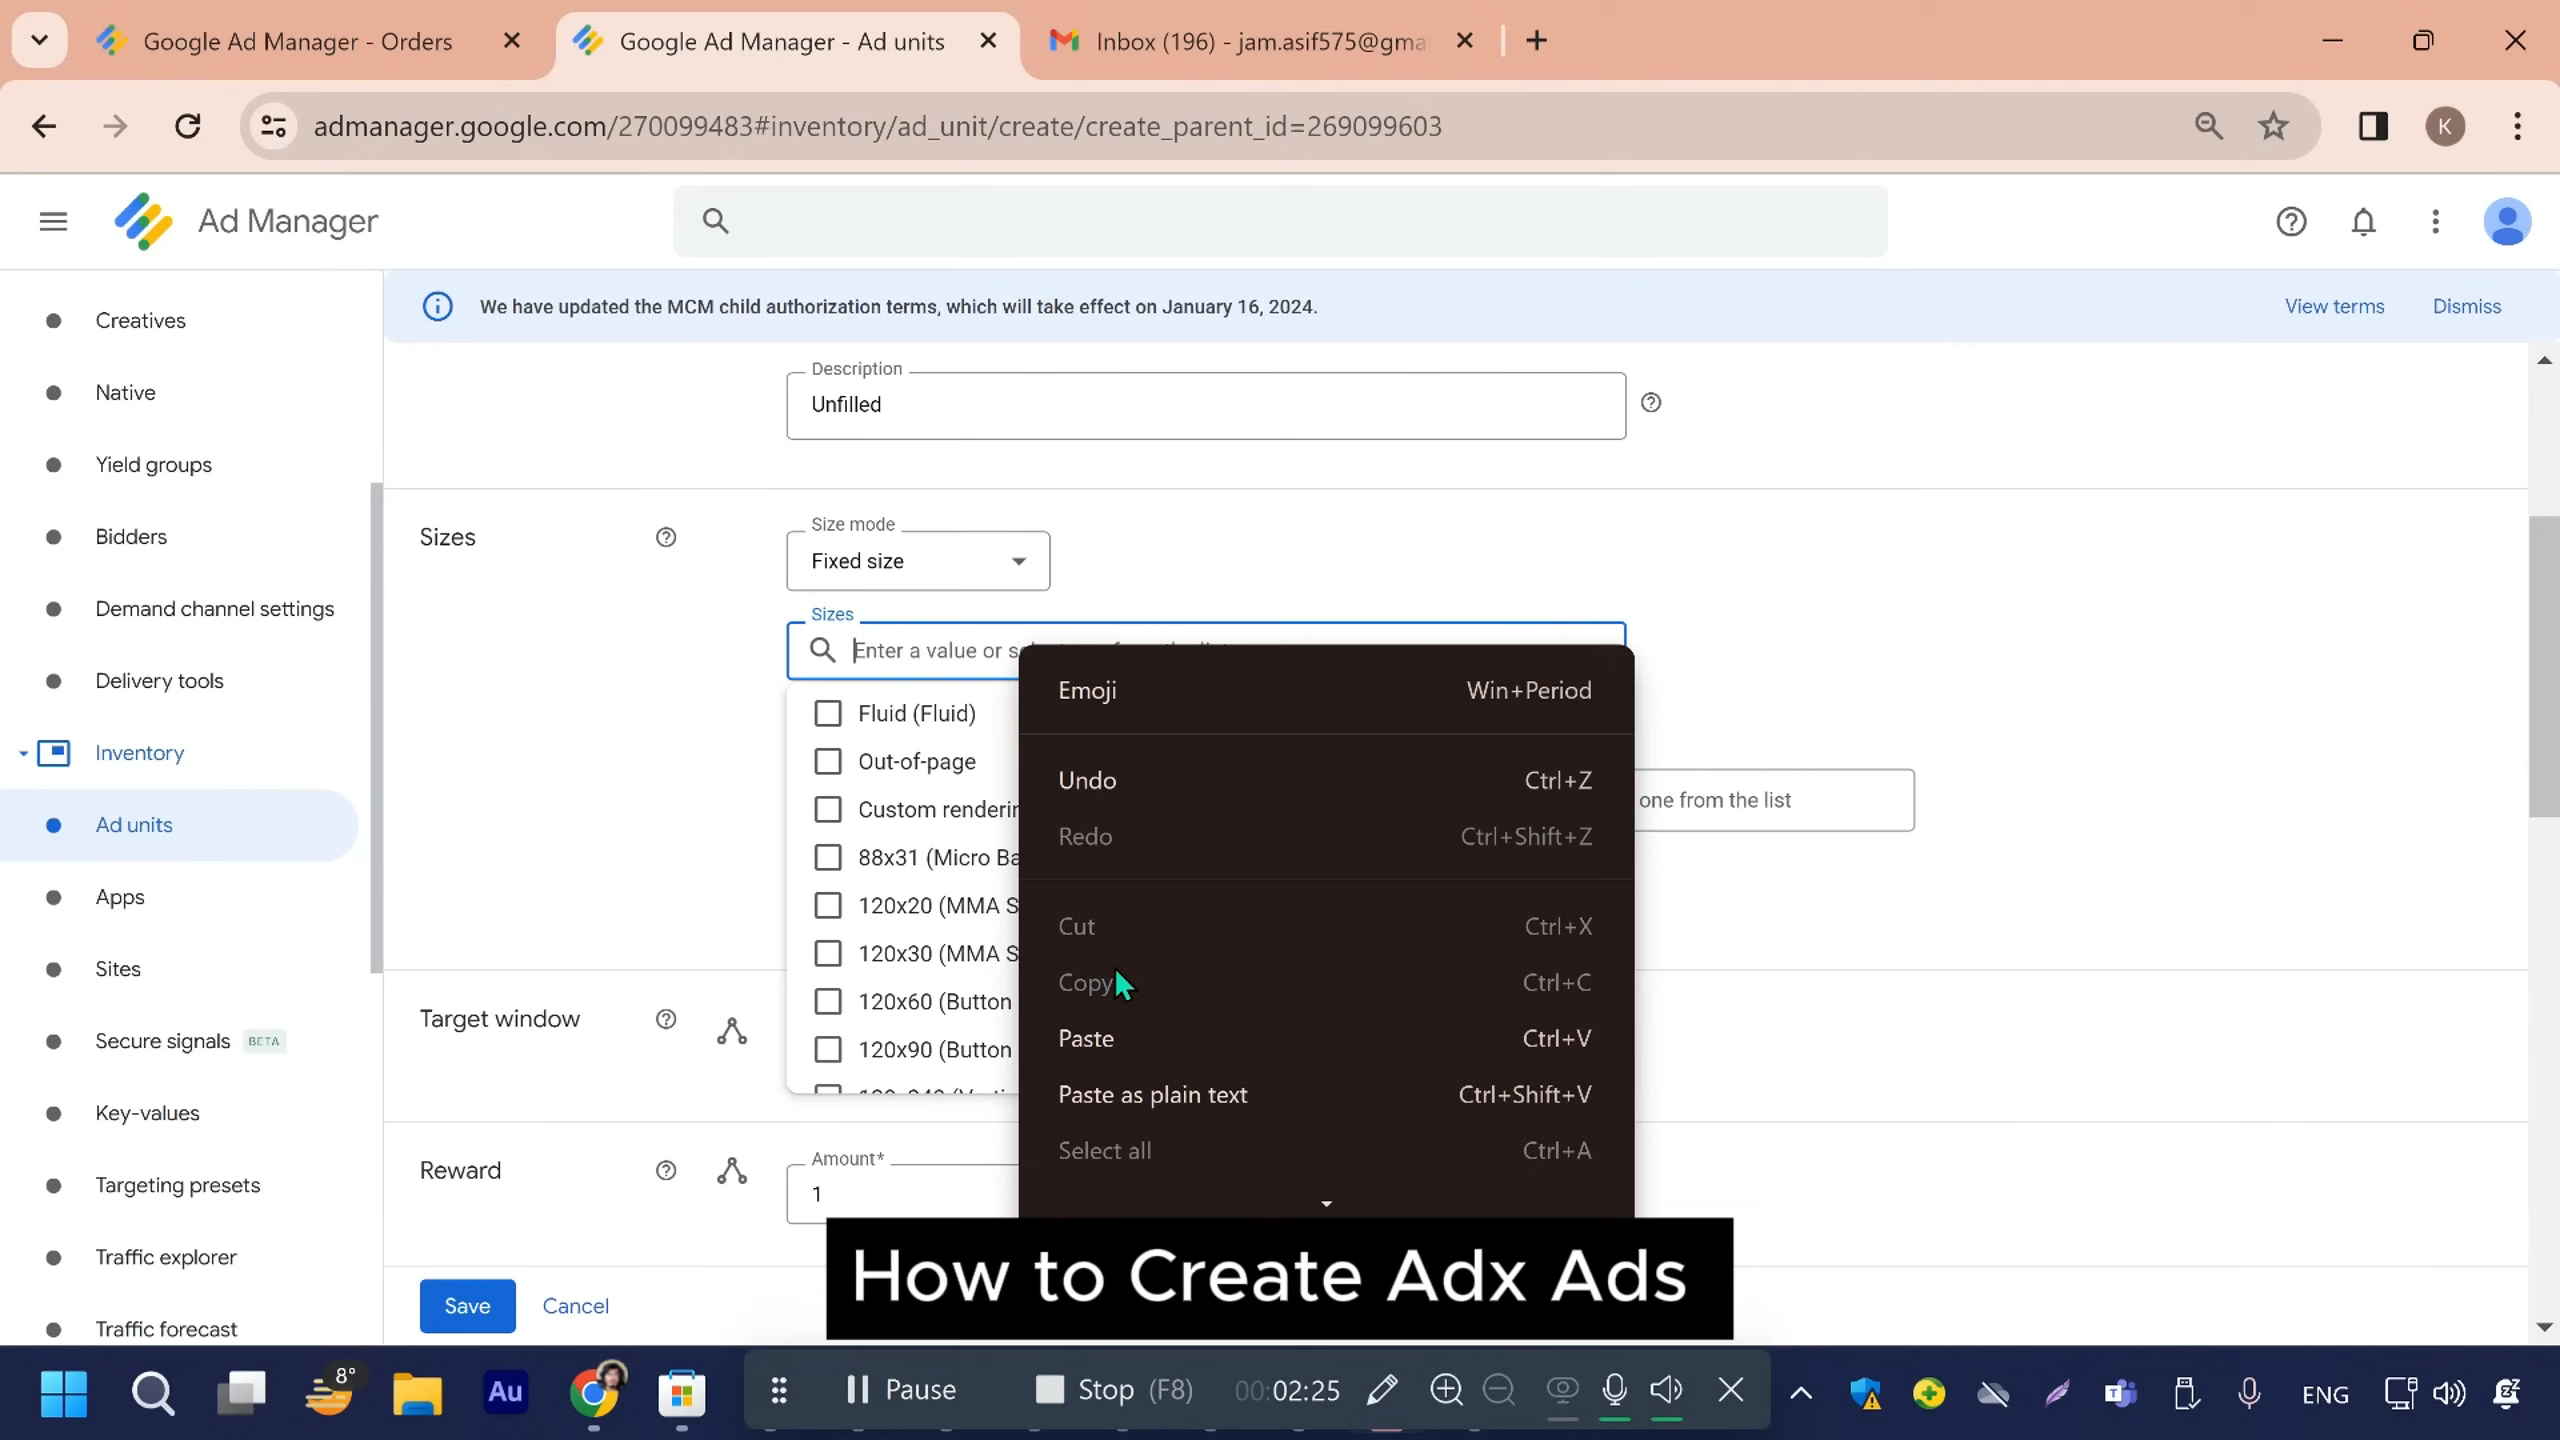 Google Ad Manager - Orders
Google Ad Manager - Ad units
Inbox (196) - jam.asif575@gma
admanager.google.com/270099483#inventory/ad_unit/create/create_parent_id=269099603
K
Ad Manager
We have updated the MCM child authorization terms, which will take effect on January 16, 2024.
View terms
Dismiss
Creatives
Native
Yield groups
Bidders
Demand channel settings
Delivery tools
Inventory
Ad units
Apps
Sites
Secure signals BETA
Key-values
Targeting presets
Traffic explorer
Traffic forecast
Description
Unfilled
Sizes
Size mode
Fixed size
Sizes
Enter a value or
Fluid (Fluid)
Out-of-page
Custom renderin
88x31 (Micro Ba
120x20 (MMA S
120x30 (MMA S
120x60 (Button
120x90 (Button
one from the list
Emoji Win+Period
Undo Ctrl+Z
Redo Ctrl+Shift+Z
Cut Ctrl+X
Copy Ctrl+C
Paste Ctrl+V
Paste as plain text Ctrl+Shift+V
Select all Ctrl+A
Target window
Reward
Amount*
1
Save
Cancel
How to Create Adx Ads
8°
Au
Pause
Stop (F8)
00:02:25
ENG